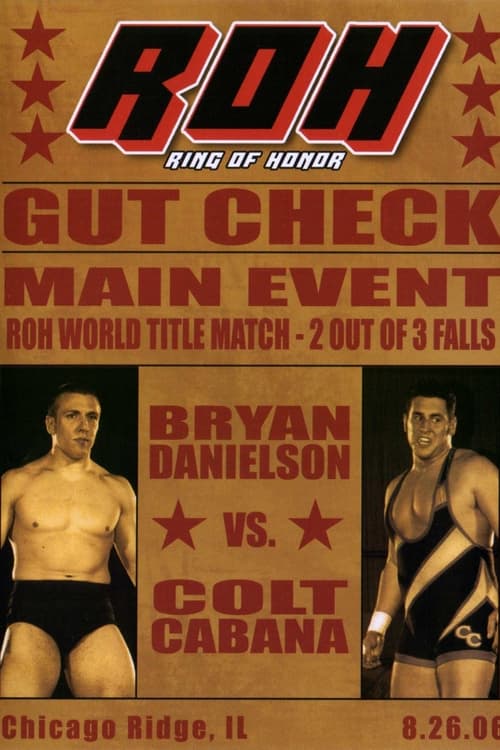 ROH
RING OF HONOR
GUT CHECK
MAIN EVENT
ROH WORLD TITLE MATCH - 2 OUT OF 3 FALLS
BRYAN
DANIELSON
VS.
COLT
CABANA
CC
Chicago Ridge, IL 8.26.06